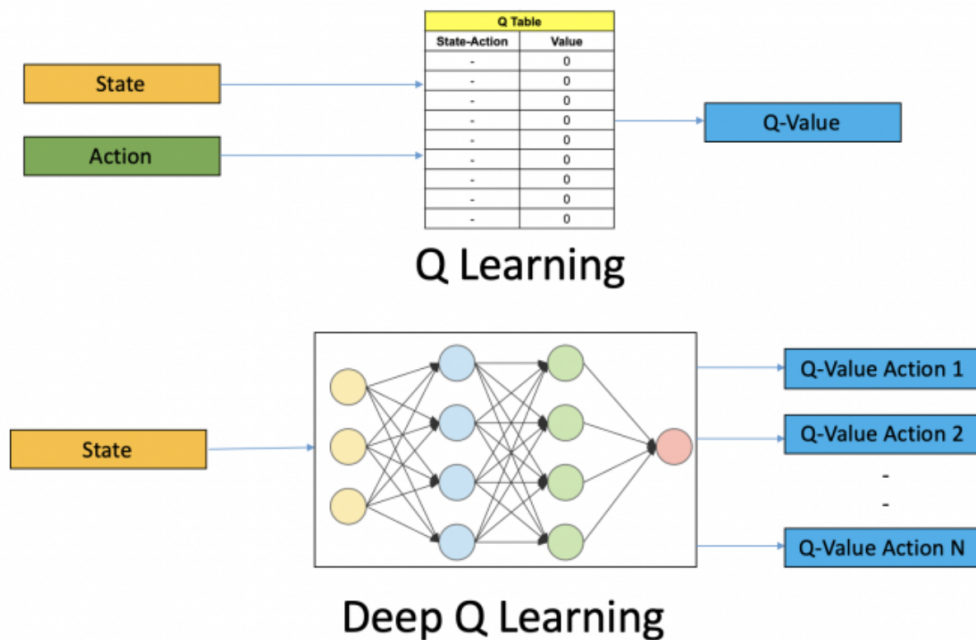 Q Table
State-Action Value
- 0
- 0
- 0
- 0
- 0
- 0
- 0
- 0
- 0
State
Action
Q-Value
Q Learning
State
Q-Value Action 1
Q-Value Action 2
-
-
Q-Value Action N
Deep Q Learning